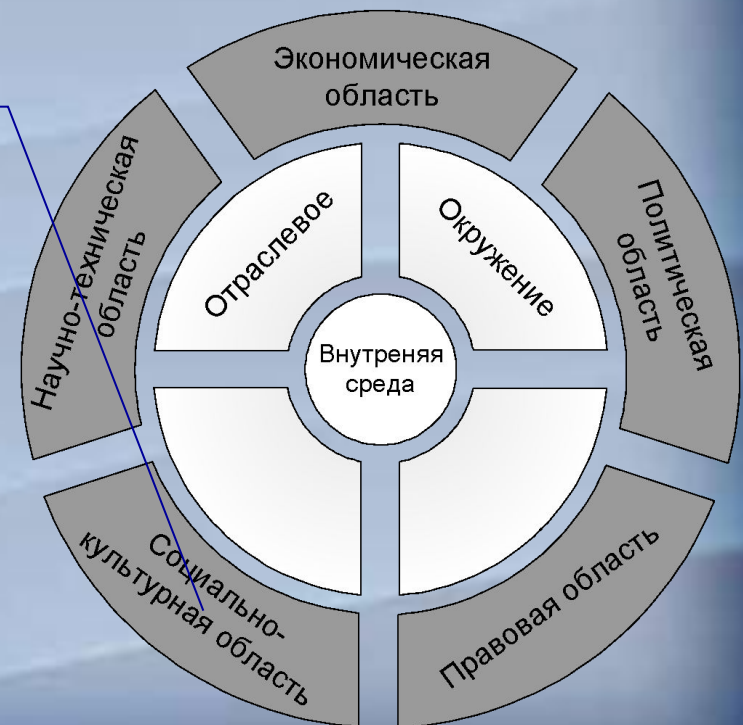 Экономическая
область
Политическая
область
Правовая область
Социально-
культурная область
Научно-техническая
область
Отраслевое
Окружение
Внутреняя
среда